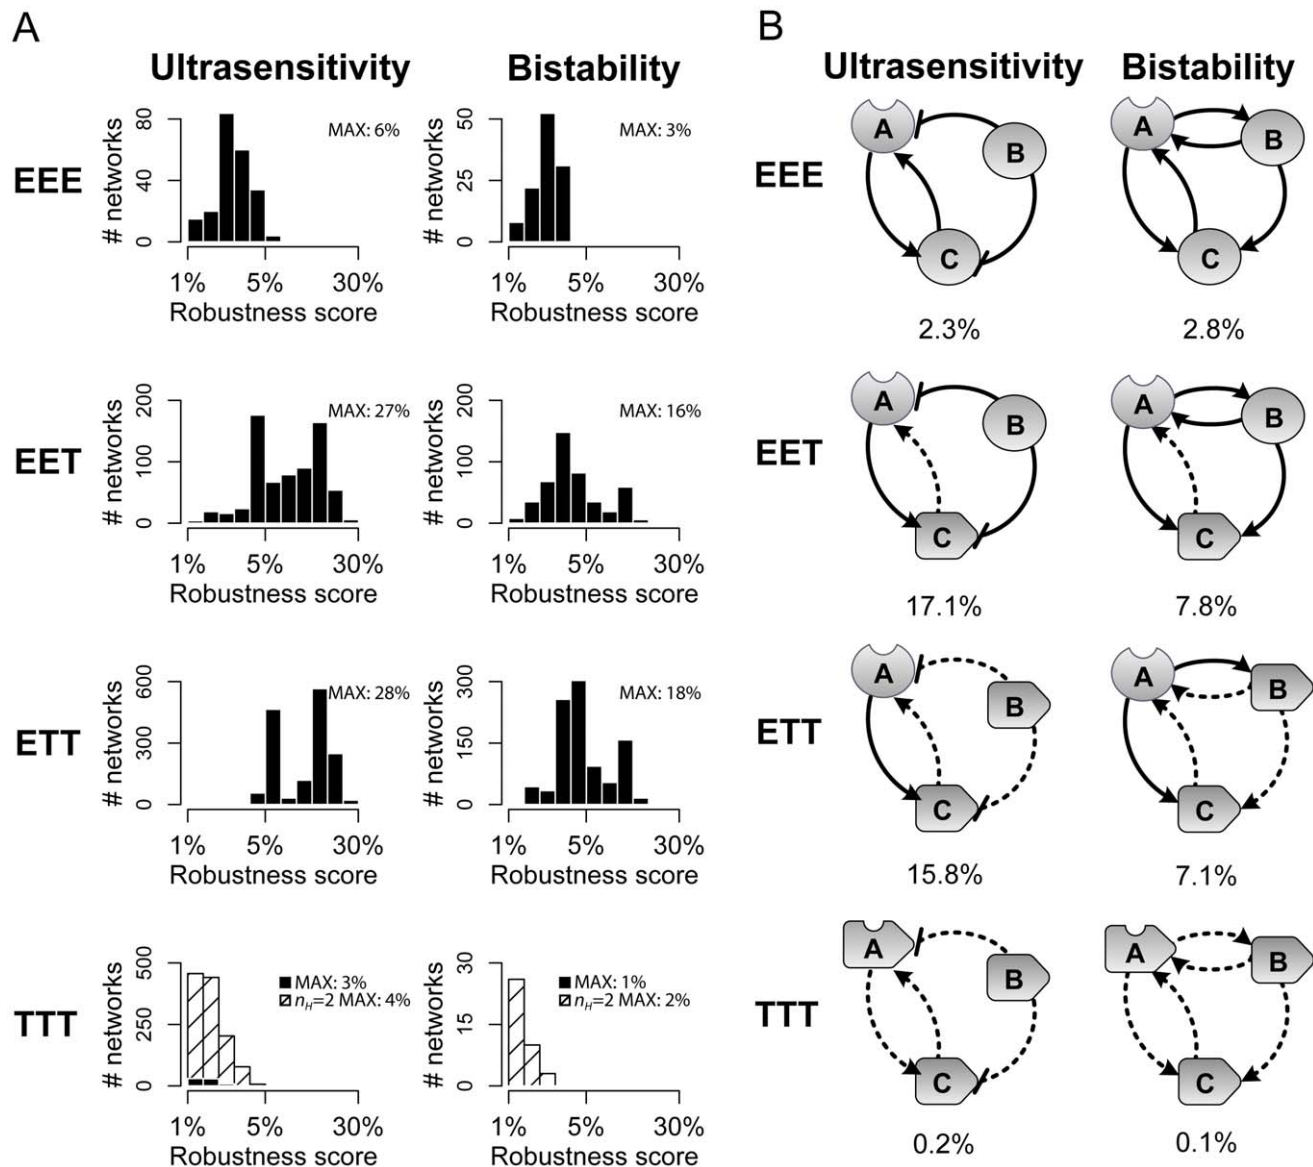 A
Ultrasensitivity
Bistability
EEE
# networks
80
40
0
MAX: 6%
1% 5% 30%
Robustness score
# networks
50
25
0
MAX: 3%
1% 5% 30%
Robustness score
EET
# networks
200
100
0
MAX: 27%
1% 5% 30%
Robustness score
# networks
200
100
0
MAX: 16%
1% 5% 30%
Robustness score
ETT
# networks
600
300
0
MAX: 28%
1% 5% 30%
Robustness score
# networks
300
150
0
MAX: 18%
1% 5% 30%
Robustness score
TTT
# networks
500
250
0
MAX: 3%
nH=2 MAX: 4%
1% 5% 30%
Robustness score
# networks
30
15
0
MAX: 1%
nH=2 MAX: 2%
1% 5% 30%
Robustness score
B
Ultrasensitivity
Bistability
EEE
A
B
C
2.3%
A
B
C
2.8%
EET
A
B
C
17.1%
A
B
C
7.8%
ETT
A
B
C
15.8%
A
B
C
7.1%
TTT
A
B
C
0.2%
A
B
C
0.1%